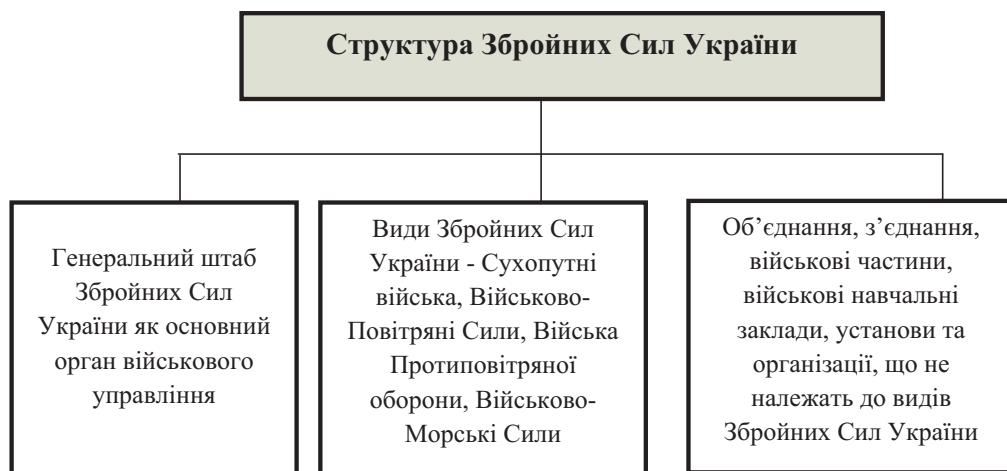 Структура Збройних Сил України
Генеральний штаб
Збройних Сил
України як основний
орган військового
управління
Види Збройних Сил
України - Сухопутні
війська, Військово-
Повітряні Сили, Війська
Протиповітряної
оборони, Військово-
Морські Сили
Об’єднання, з’єднання,
військові частини,
військові навчальні
заклади, установи та
організації, що не
належать до видів
Збройних Сил України